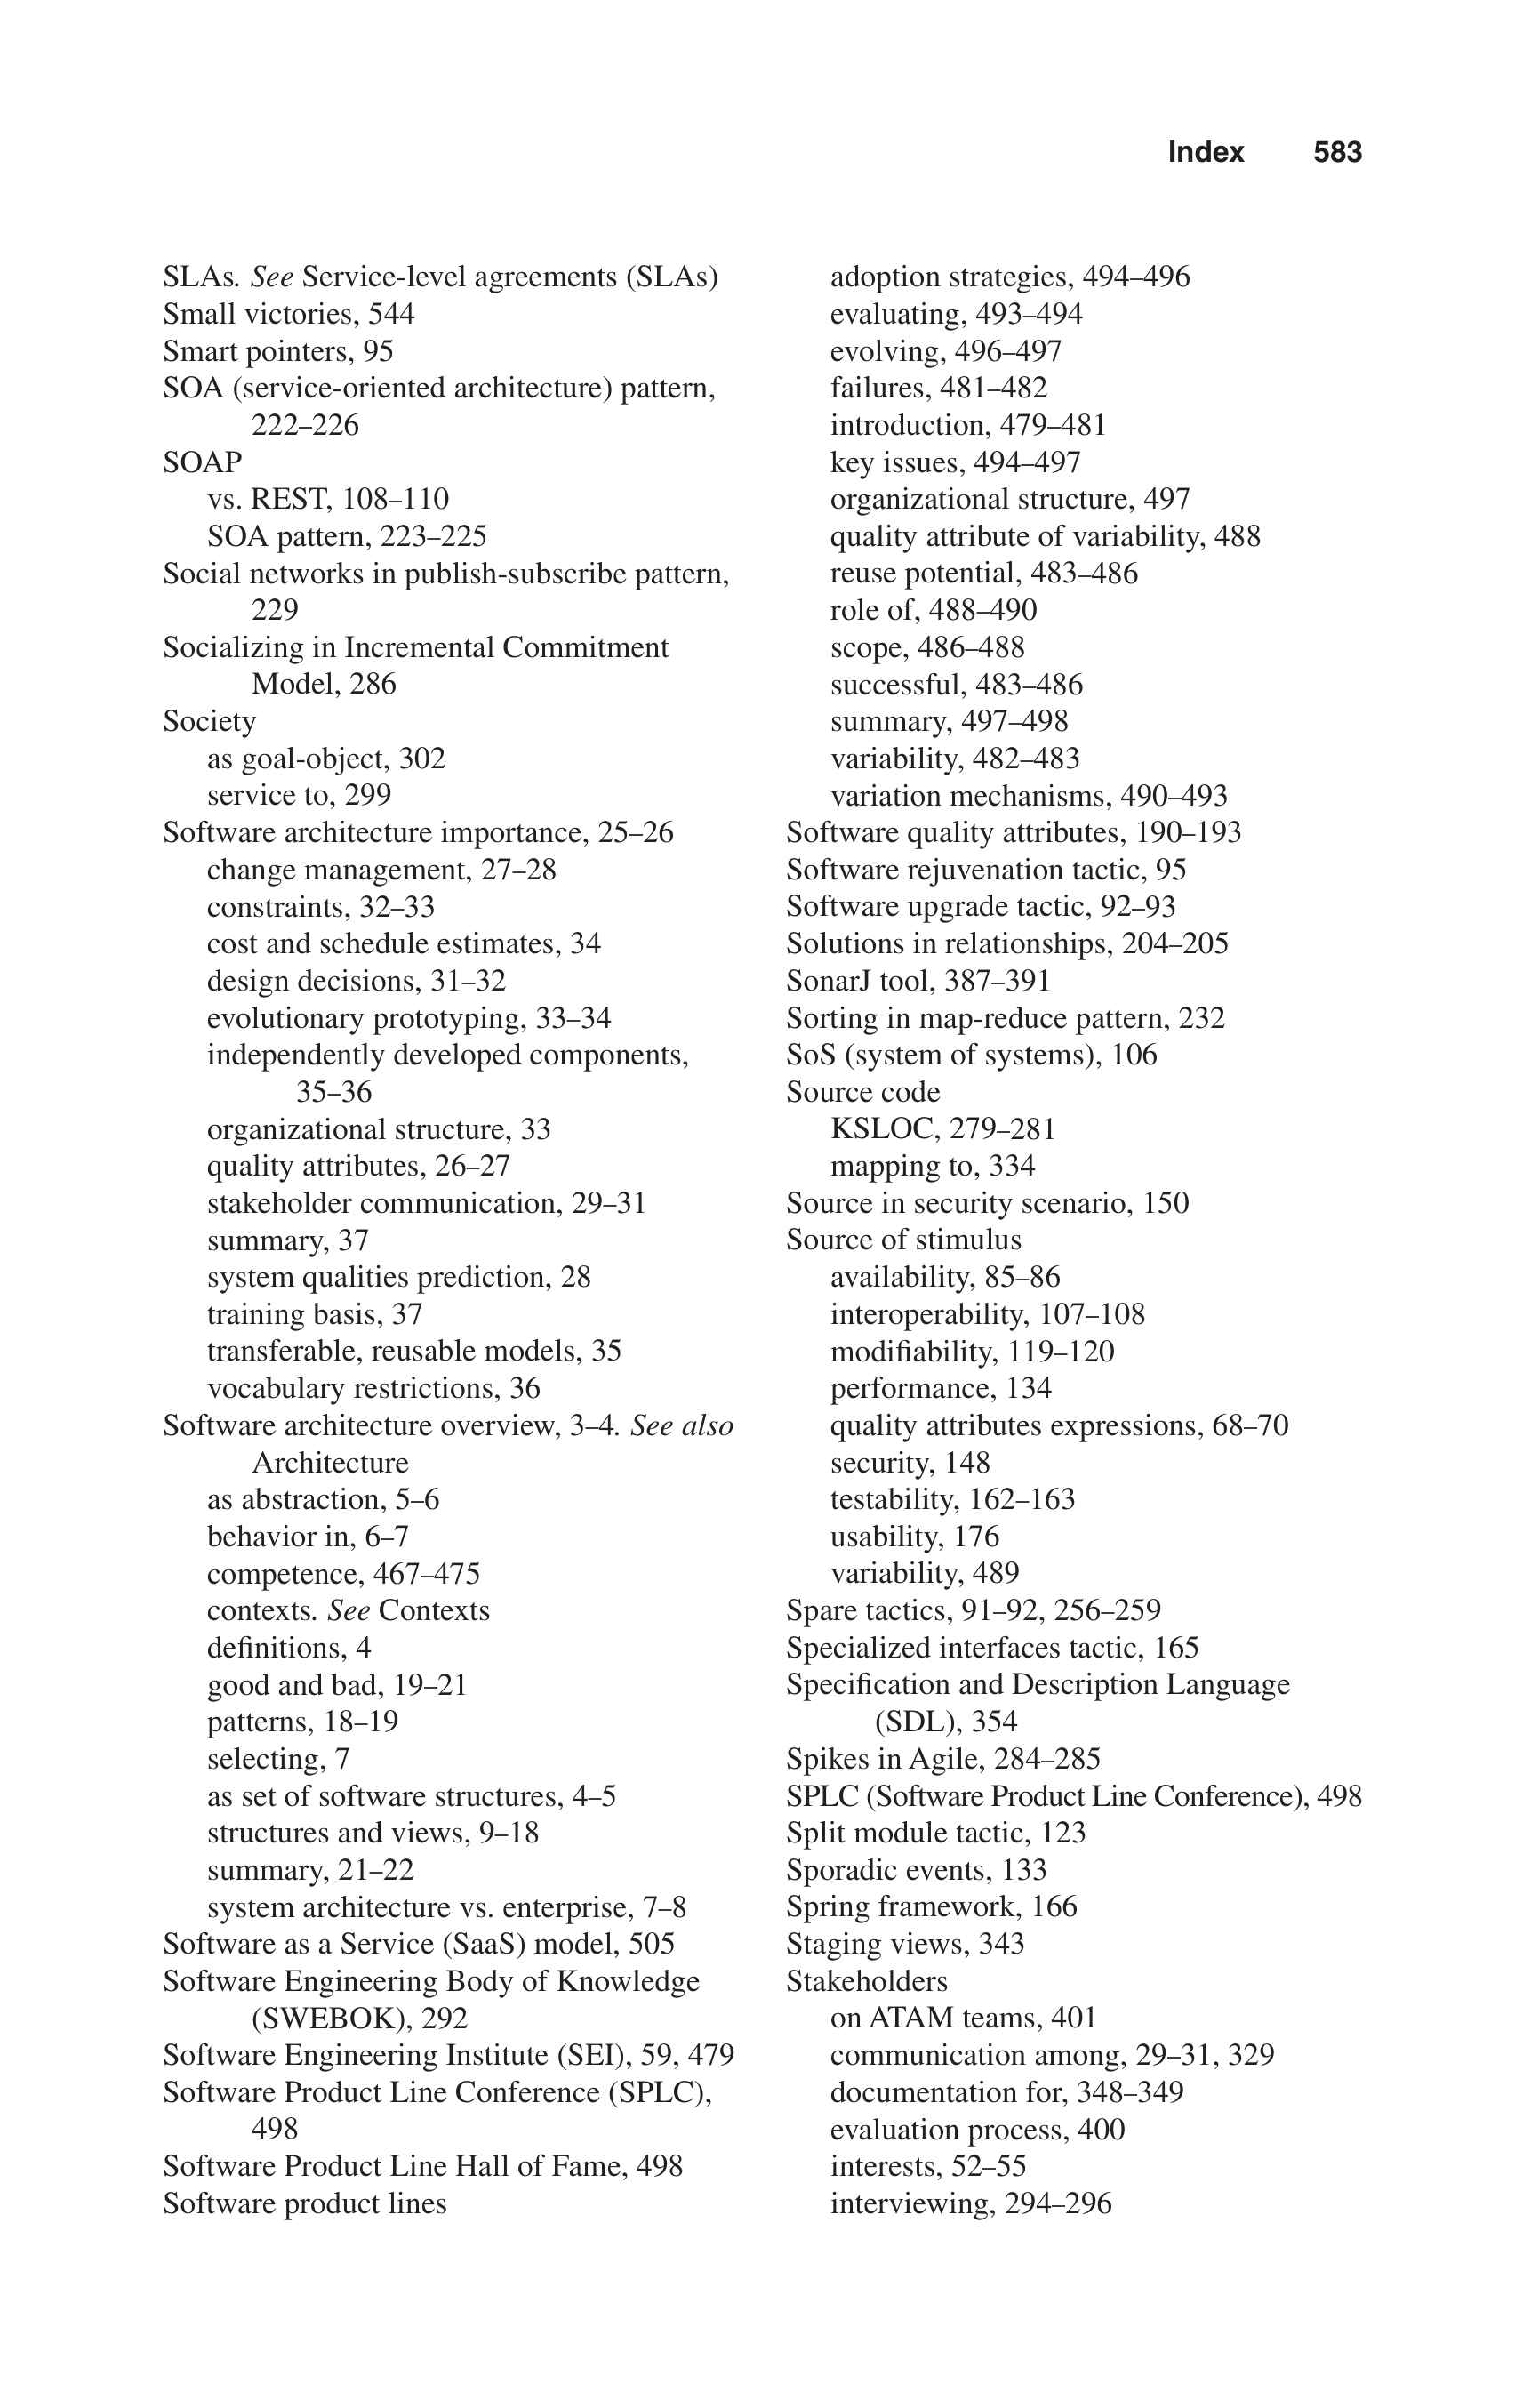 Index 583
SLAs. See Service-level agreements (SLAs)
Small victories, 544
Smart pointers, 95
SOA (service-oriented architecture) pattern,
222–226
SOAP
vs. REST, 108–110
SOA pattern, 223–225
Social networks in publish-subscribe pattern,
229
Socializing in Incremental Commitment
Model, 286
Society
as goal-object, 302
service to, 299
Software architecture importance, 25–26
change management, 27–28
constraints, 32–33
cost and schedule estimates, 34
design decisions, 31–32
evolutionary prototyping, 33–34
independently developed components,
35–36
organizational structure, 33
quality attributes, 26–27
stakeholder communication, 29–31
summary, 37
system qualities prediction, 28
training basis, 37
transferable, reusable models, 35
vocabulary restrictions, 36
Software architecture overview, 3–4. See also
Architecture
as abstraction, 5–6
behavior in, 6–7
competence, 467–475
contexts. See Contexts
definitions, 4
good and bad, 19–21
patterns, 18–19
selecting, 7
as set of software structures, 4–5
structures and views, 9–18
summary, 21–22
system architecture vs. enterprise, 7–8
Software as a Service (SaaS) model, 505
Software Engineering Body of Knowledge
(SWEBOK), 292
Software Engineering Institute (SEI), 59, 479
Software Product Line Conference (SPLC),
498
Software Product Line Hall of Fame, 498
Software product lines
adoption strategies, 494–496
evaluating, 493–494
evolving, 496–497
failures, 481–482
introduction, 479–481
key issues, 494–497
organizational structure, 497
quality attribute of variability, 488
reuse potential, 483–486
role of, 488–490
scope, 486–488
successful, 483–486
summary, 497–498
variability, 482–483
variation mechanisms, 490–493
Software quality attributes, 190–193
Software rejuvenation tactic, 95
Software upgrade tactic, 92–93
Solutions in relationships, 204–205
SonarJ tool, 387–391
Sorting in map-reduce pattern, 232
SoS (system of systems), 106
Source code
KSLOC, 279–281
mapping to, 334
Source in security scenario, 150
Source of stimulus
availability, 85–86
interoperability, 107–108
modifiability, 119–120
performance, 134
quality attributes expressions, 68–70
security, 148
testability, 162–163
usability, 176
variability, 489
Spare tactics, 91–92, 256–259
Specialized interfaces tactic, 165
Specification and Description Language
(SDL), 354
Spikes in Agile, 284–285
SPLC (Software Product Line Conference), 498
Split module tactic, 123
Sporadic events, 133
Spring framework, 166
Staging views, 343
Stakeholders
on ATAM teams, 401
communication among, 29–31, 329
documentation for, 348–349
evaluation process, 400
interests, 52–55
interviewing, 294–296